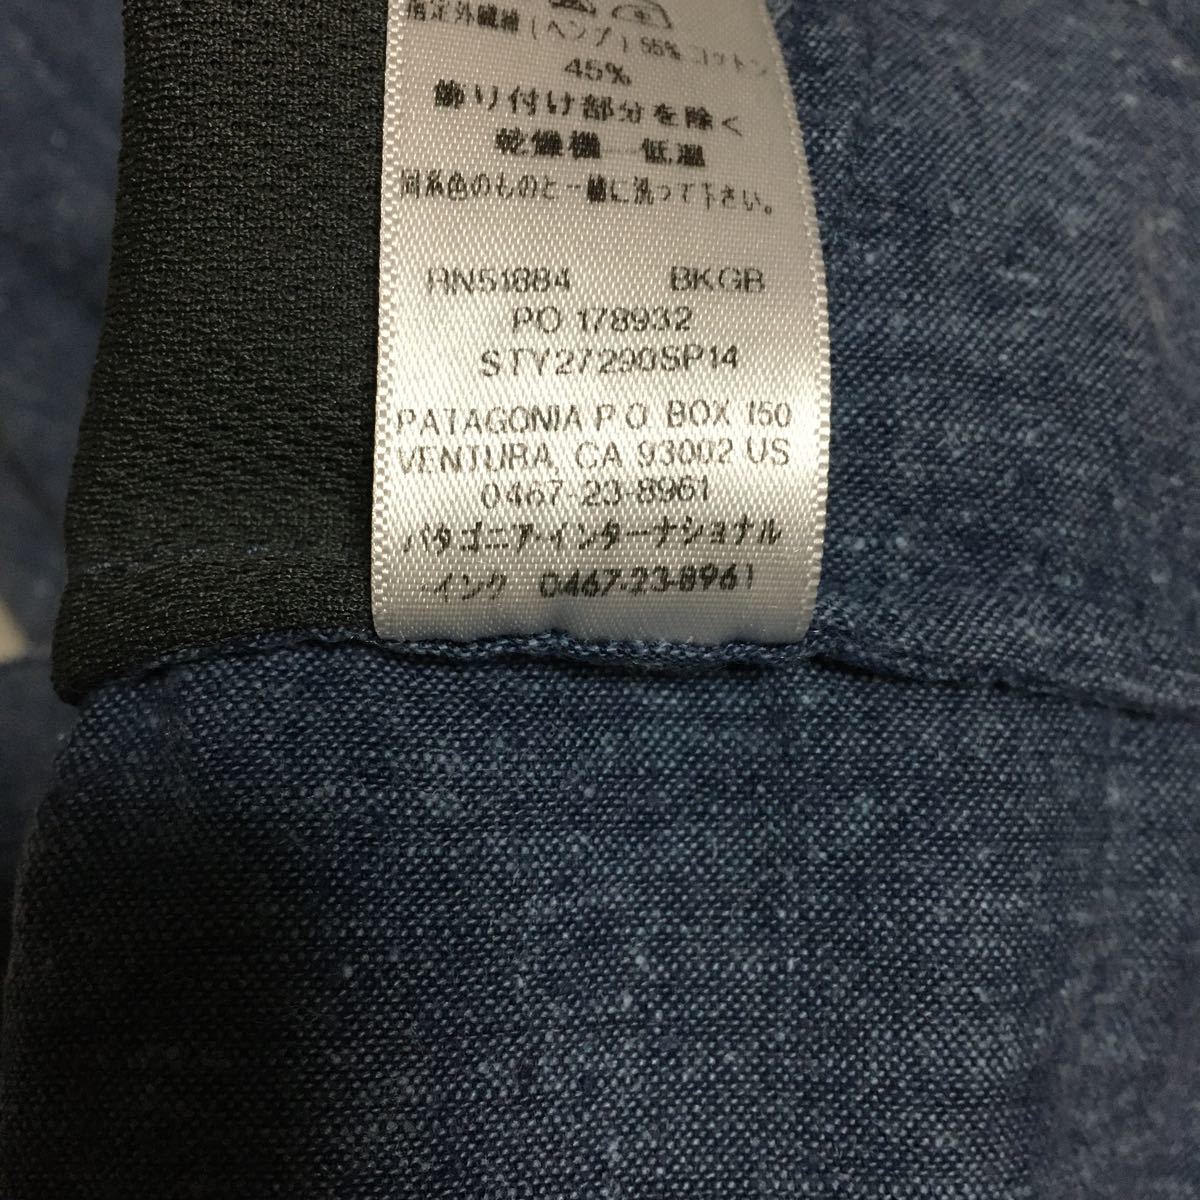 指定外繊維（ヘンプ）55% コットン
45%
飾り付け部分を除く
乾燥機 低温
同系色のものと一緒に洗って下さい。
RN51884 BKGB
PO 178932
STY27290SP14
PATAGONIA P.O. BOX 150
VENTURA, CA 93002 US
0467-23-8961
パタゴニア・インターナショナル
インク 0467-23-8961